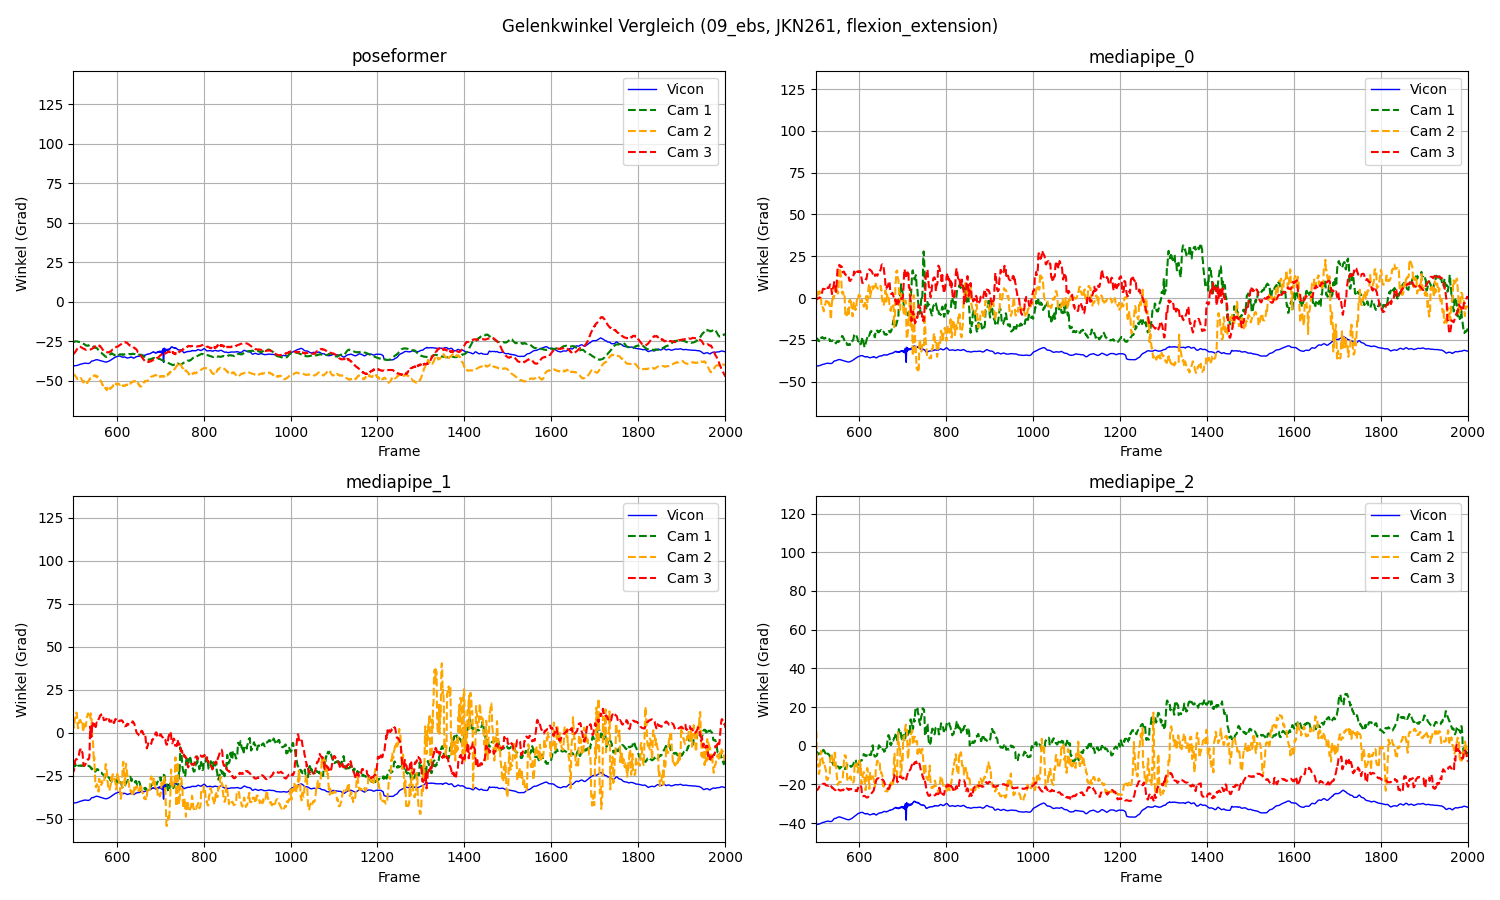 Gelenkwinkel Vergleich (09_ebs, JKN261, flexion_extension)
poseformer
125
100
75
50
25
0
−25
−50
600 800 1000 1200 1400 1600 1800 2000
Winkel (Grad)
Frame
Vicon
Cam 1
Cam 2
Cam 3
mediapipe_0
125
100
75
50
25
0
−25
−50
600 800 1000 1200 1400 1600 1800 2000
Winkel (Grad)
Frame
Vicon
Cam 1
Cam 2
Cam 3
mediapipe_1
125
100
75
50
25
0
−25
−50
600 800 1000 1200 1400 1600 1800 2000
Winkel (Grad)
Frame
Vicon
Cam 1
Cam 2
Cam 3
mediapipe_2
120
100
80
60
40
20
0
−20
−40
600 800 1000 1200 1400 1600 1800 2000
Winkel (Grad)
Frame
Vicon
Cam 1
Cam 2
Cam 3